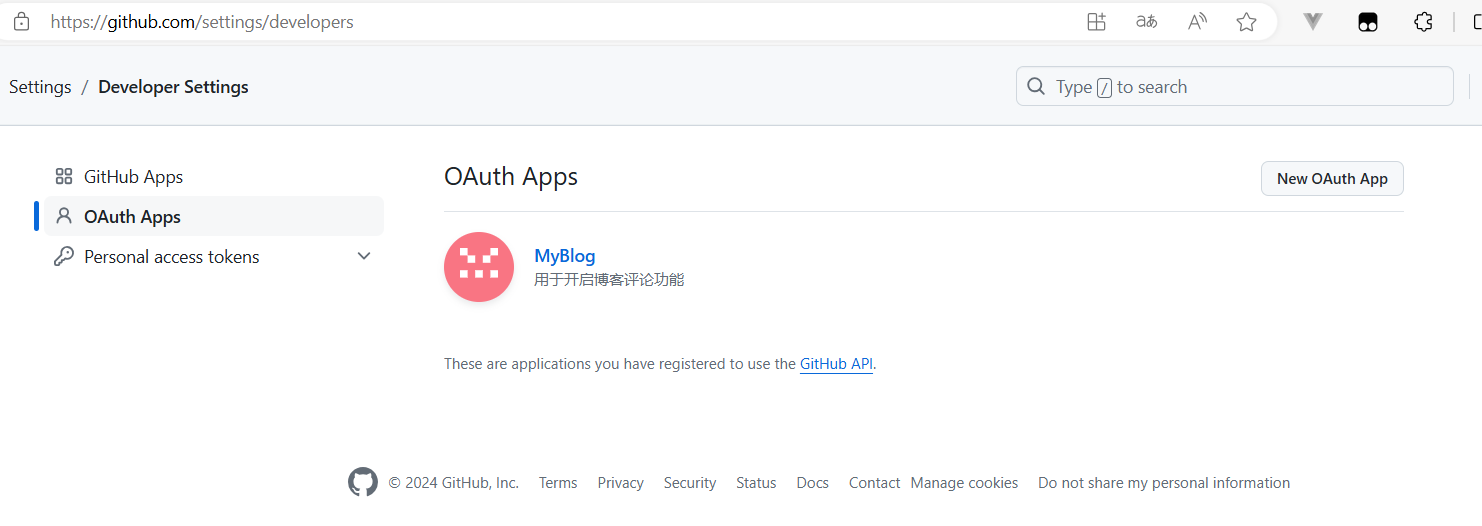 https://github.com/settings/developers
Settings / Developer Settings
Type / to search
GitHub Apps
OAuth Apps
Personal access tokens
OAuth Apps
New OAuth App
MyBlog
用于开启博客评论功能
These are applications you have registered to use the GitHub API.
© 2024 GitHub, Inc. Terms Privacy Security Status Docs Contact Manage cookies Do not share my personal information